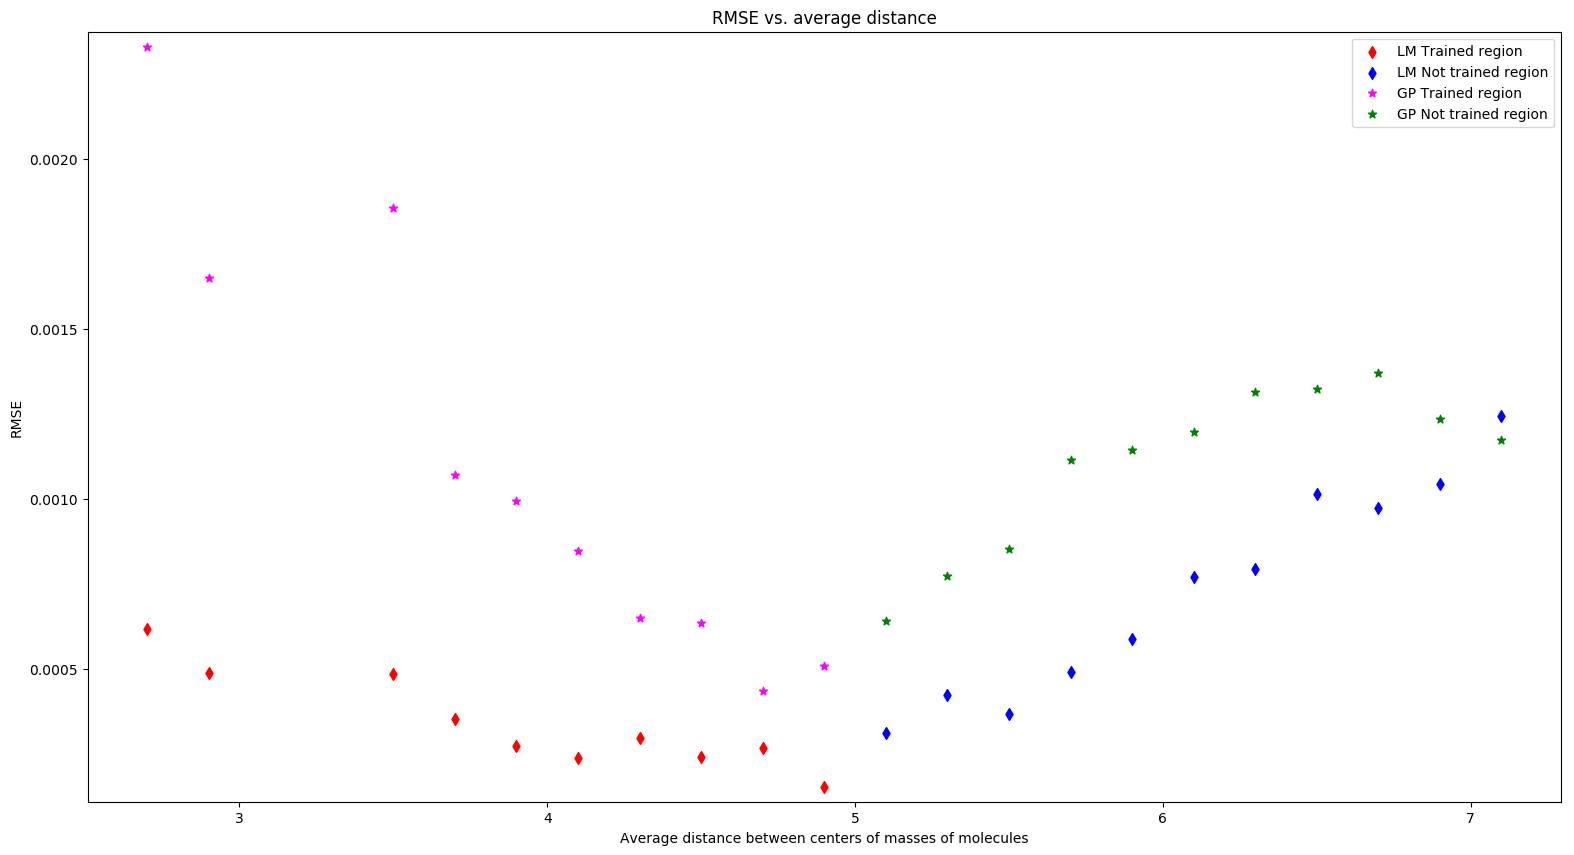 RMSE vs. average distance
LM Trained region
LM Not trained region
GP Trained region
GP Not trained region
0.0020
0.0015
0.0010
0.0005
RMSE
3 4 5 6 7
Average distance between centers of masses of molecules